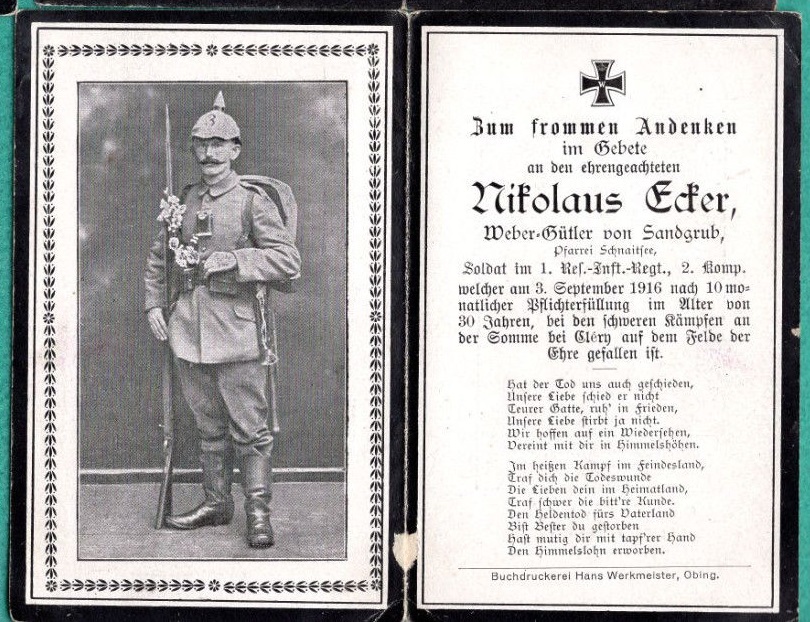 3
W
Zum frommen Andenken
im Gebete
an den ehrengeachteten
Nikolaus Ecker,
Weber-Gütler von Sandgrub,
Pfarrei Schnaitsee,
Soldat im 1. Res.-Inft.-Regt., 2. Komp.
welcher am 3. September 1916 nach 10mo-
natlicher Pflichterfüllung im Alter von
30 Jahren, bei den schweren Kämpfen an
der Somme bei Cléry auf dem Felde der
Ehre gefallen ist.
Hat der Tod uns auch geschieden,
Unsere Liebe schied er nicht
Teurer Gatte, ruh' in Frieden,
Unsere Liebe stirbt ja nicht.
Wir hoffen auf ein Wiedersehen,
Vereint mit dir in Himmelshöhen.
Im heißen Kampf im Feindesland,
Traf dich die Todeswunde
Die Lieben dein im Heimatland,
Traf schwer die bitt're Kunde.
Den Heldentod fürs Vaterland
Bist Bester du gestorben
Hast mutig dir mit tapf'rer Hand
Den Himmelslohn erworben.
Buchdruckerei Hans Werkmeister, Obing.